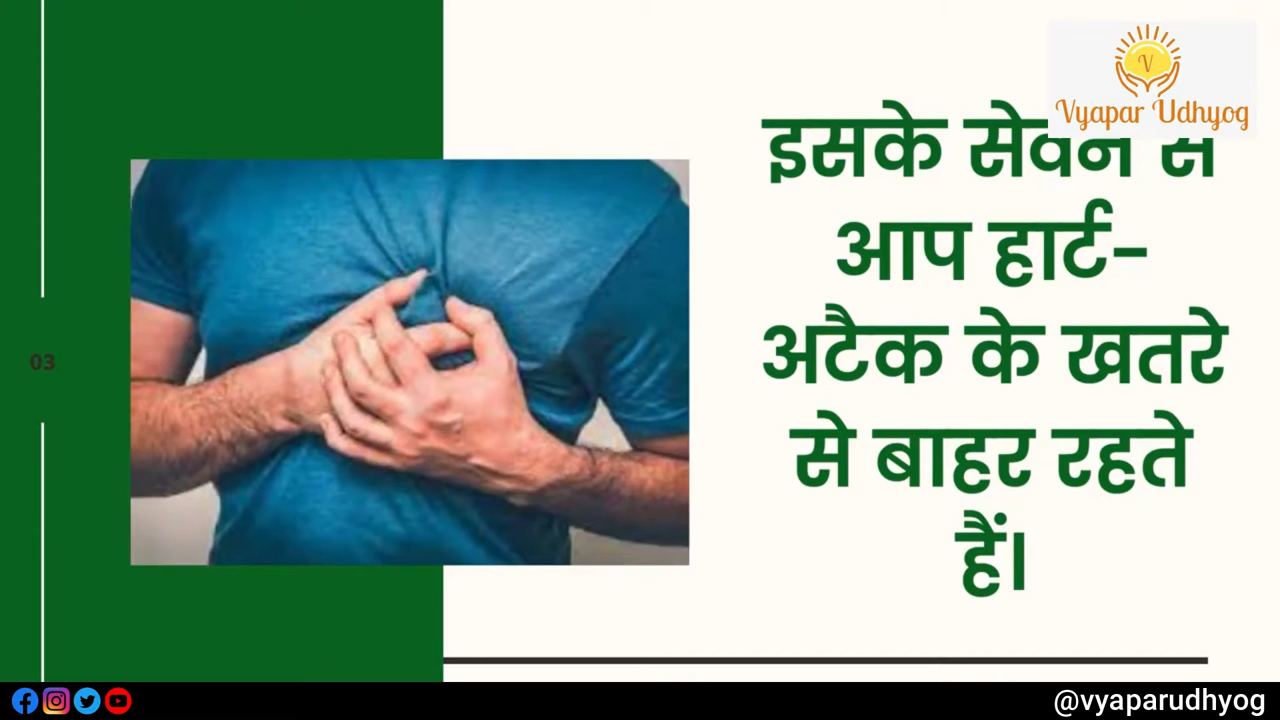 V
Vyapar Udhyog
इसके सेवन से
आप हार्ट-
अटैक के खतरे
से बाहर रहते
हैं।
03
@vyaparudhyog